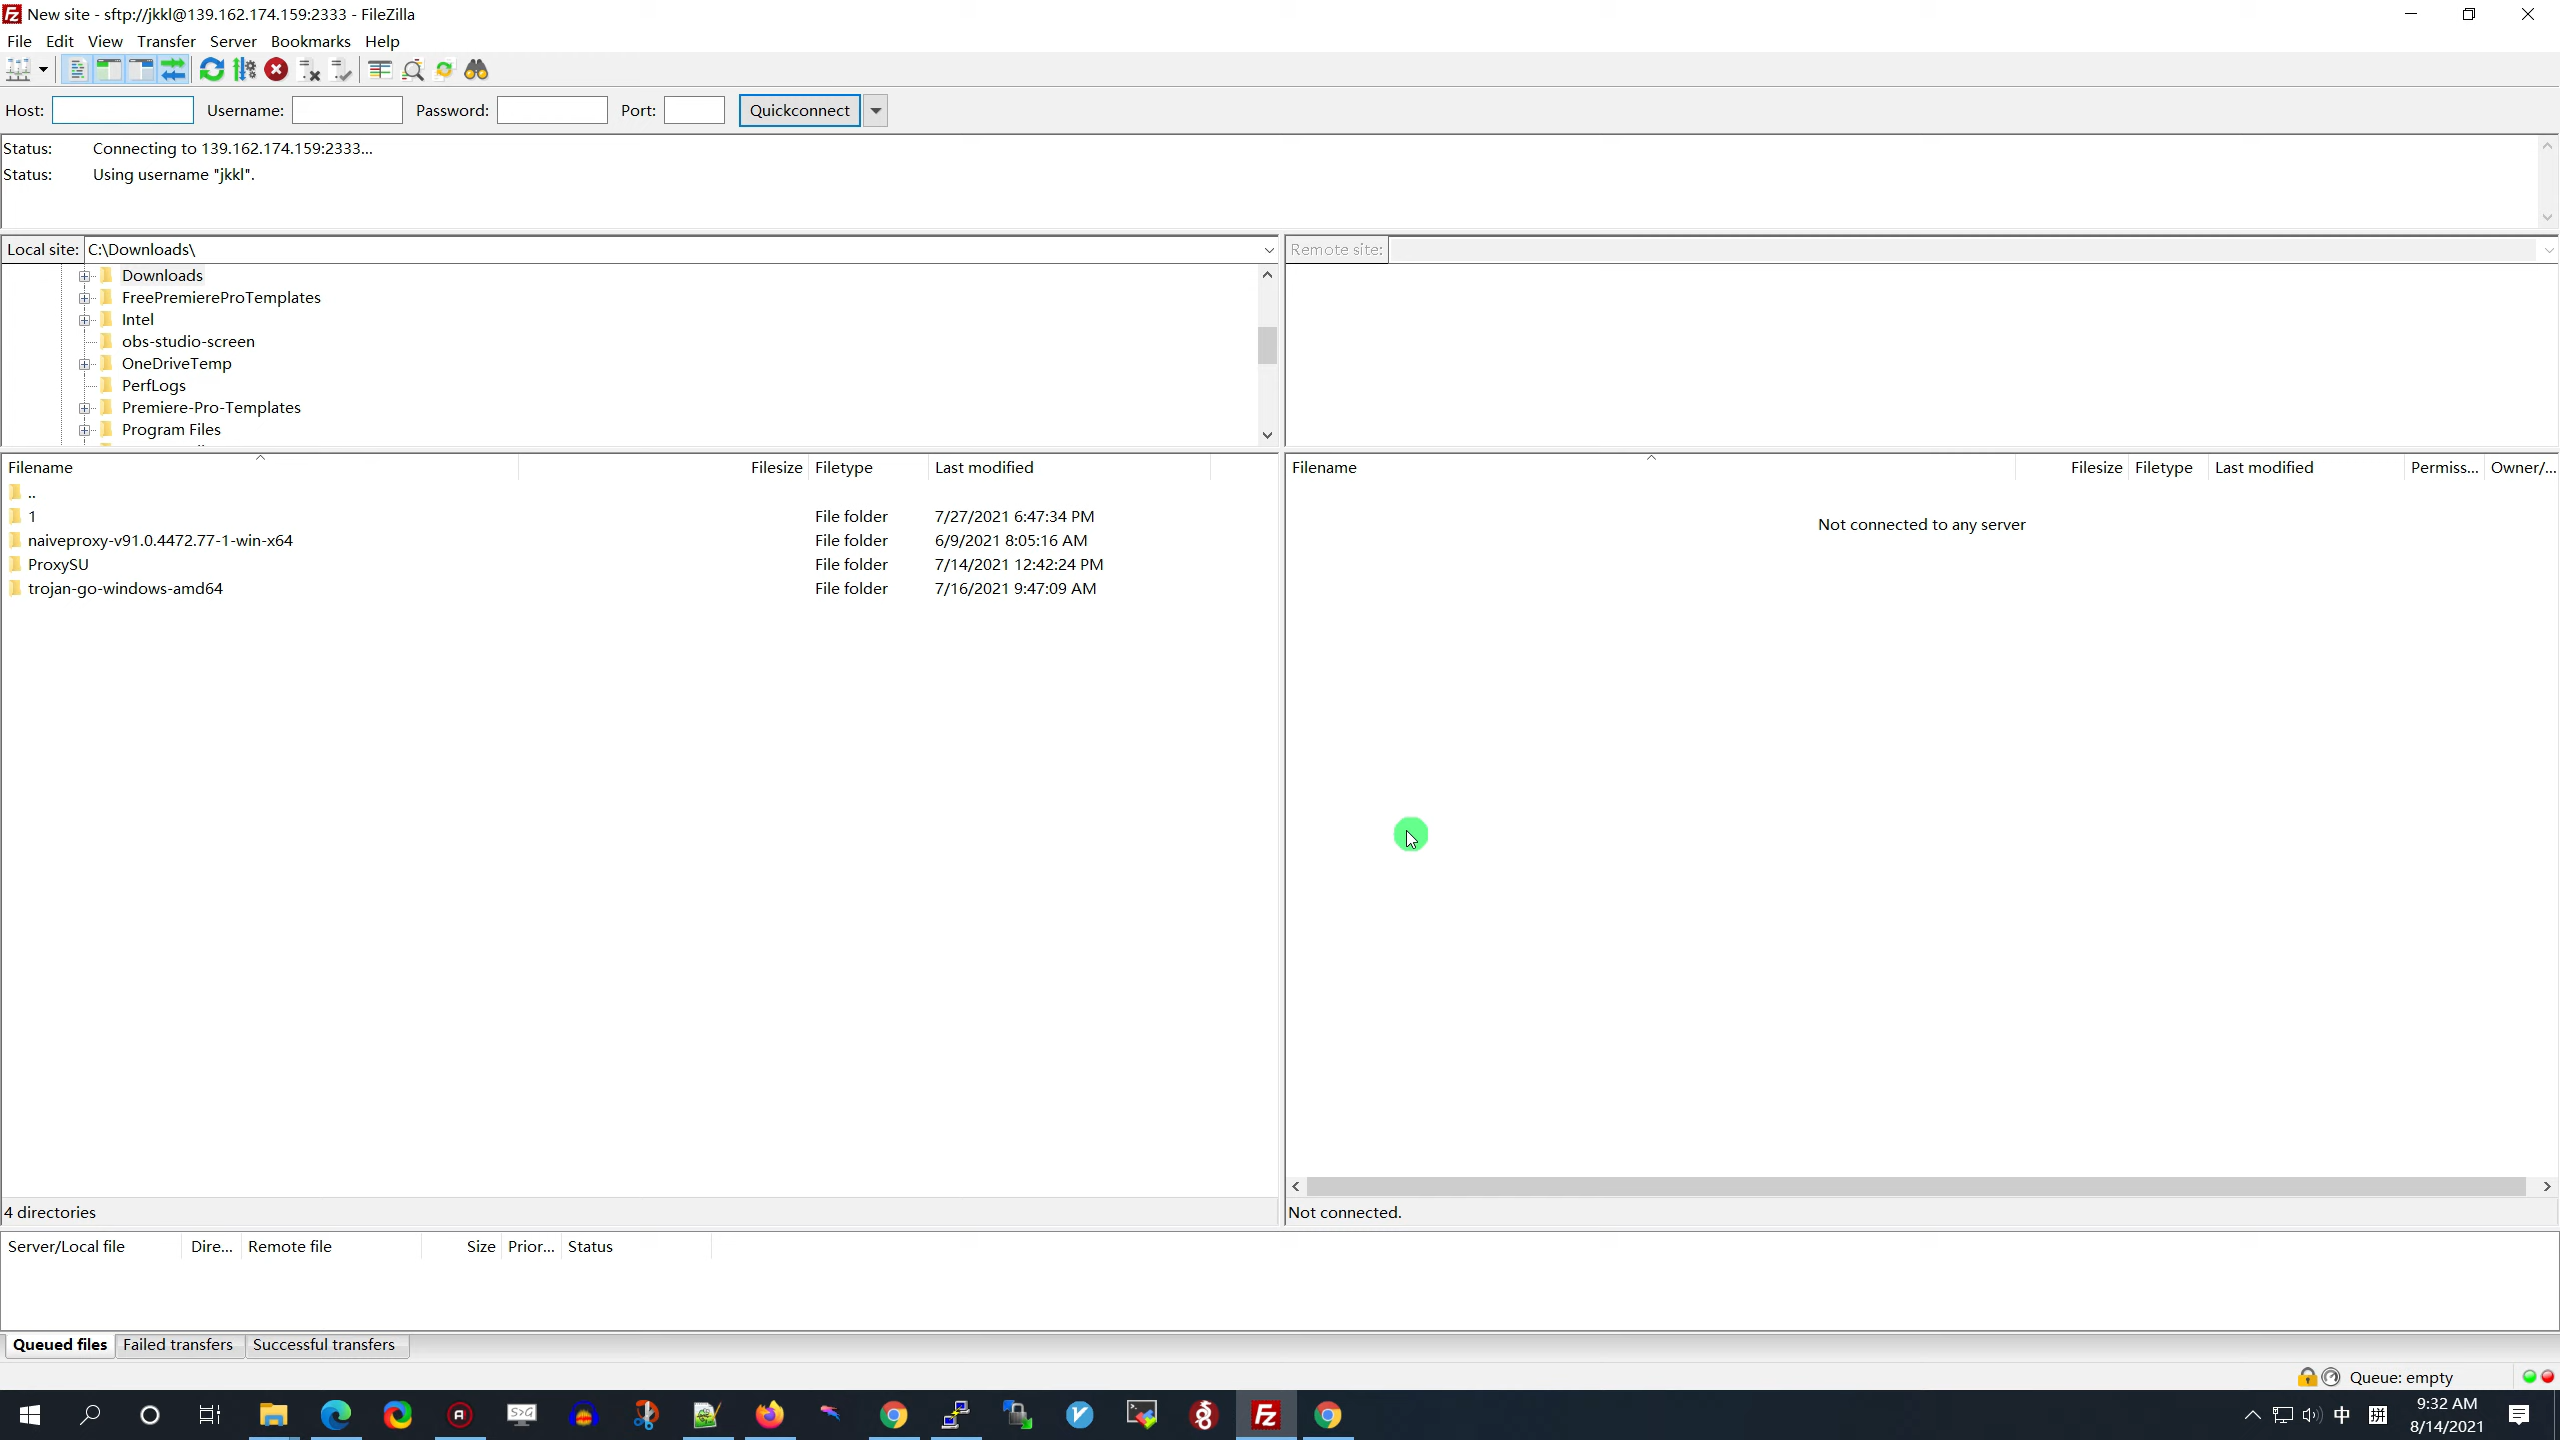 New site - sftp://jkkl@139.162.174.159:2333 - FileZilla
File Edit View Transfer Server Bookmarks Help
Host: Username: Password: Port: Quickconnect
Status: Connecting to 139.162.174.159:2333...
Status: Using username "jkkl".
Local site: C:\Downloads\
Downloads
FreePremiereProTemplates
Intel
obs-studio-screen
OneDriveTemp
PerfLogs
Premiere-Pro-Templates
Program Files
Filename Filesize Filetype Last modified
..
1 File folder 7/27/2021 6:47:34 PM
naiveproxy-v91.0.4472.77-1-win-x64 File folder 6/9/2021 8:05:16 AM
ProxySU File folder 7/14/2021 12:42:24 PM
trojan-go-windows-amd64 File folder 7/16/2021 9:47:09 AM
4 directories
Remote site:
Filename Filesize Filetype Last modified Permiss... Owner/...
Not connected to any server
Not connected.
Server/Local file Dire... Remote file Size Prior... Status
Queued files Failed transfers Successful transfers
Queue: empty
S>G
中 拼
9:32 AM
8/14/2021